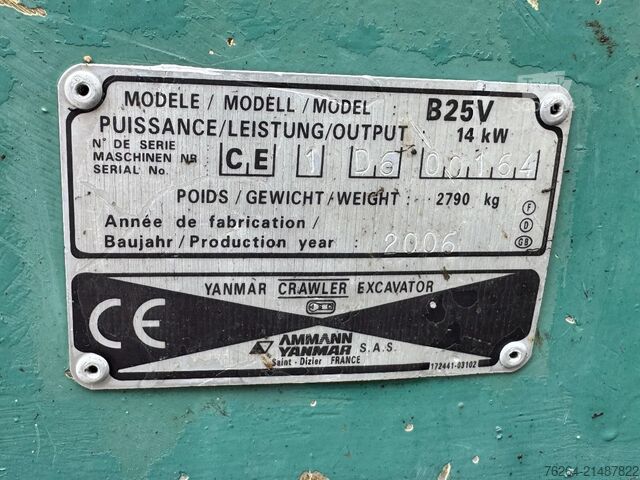 MODELE / MODELL / MODEL : B25V
PUISSANCE/LEISTUNG/OUTPUT : 14 kW
N° DE SERIE
MASCHINEN NR
SERIAL No.
CE 1 D6 00164
POIDS / GEWICHT / WEIGHT : 2790 kg
Année de fabrication /
Baujahr / Production year : 2006
F
D
GB
YANMAR CRAWLER EXCAVATOR
CE
AMMANN
YANMAR S.A.S.
Saint - Dizier FRANCE
172441-03102
76264-21487822